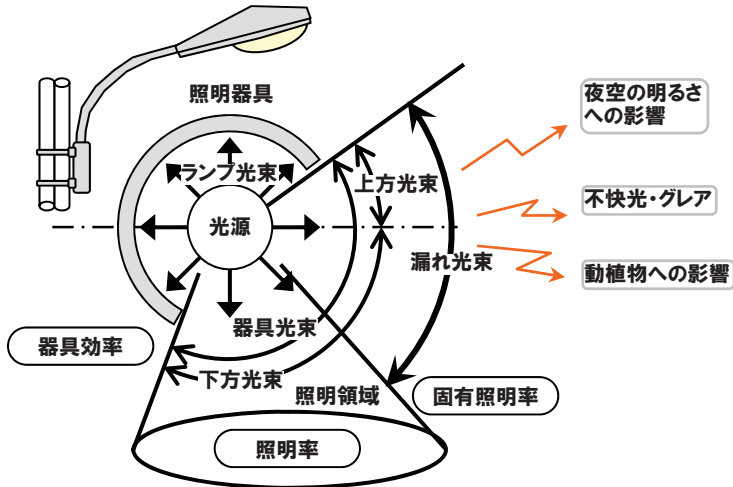 照明器具
夜空の明るさ
への影響
ランプ光束
上方光束
不快光・グレア
光源
漏れ光束
動植物への影響
器具光束
器具効率
下方光束
照明領域
固有照明率
照明率